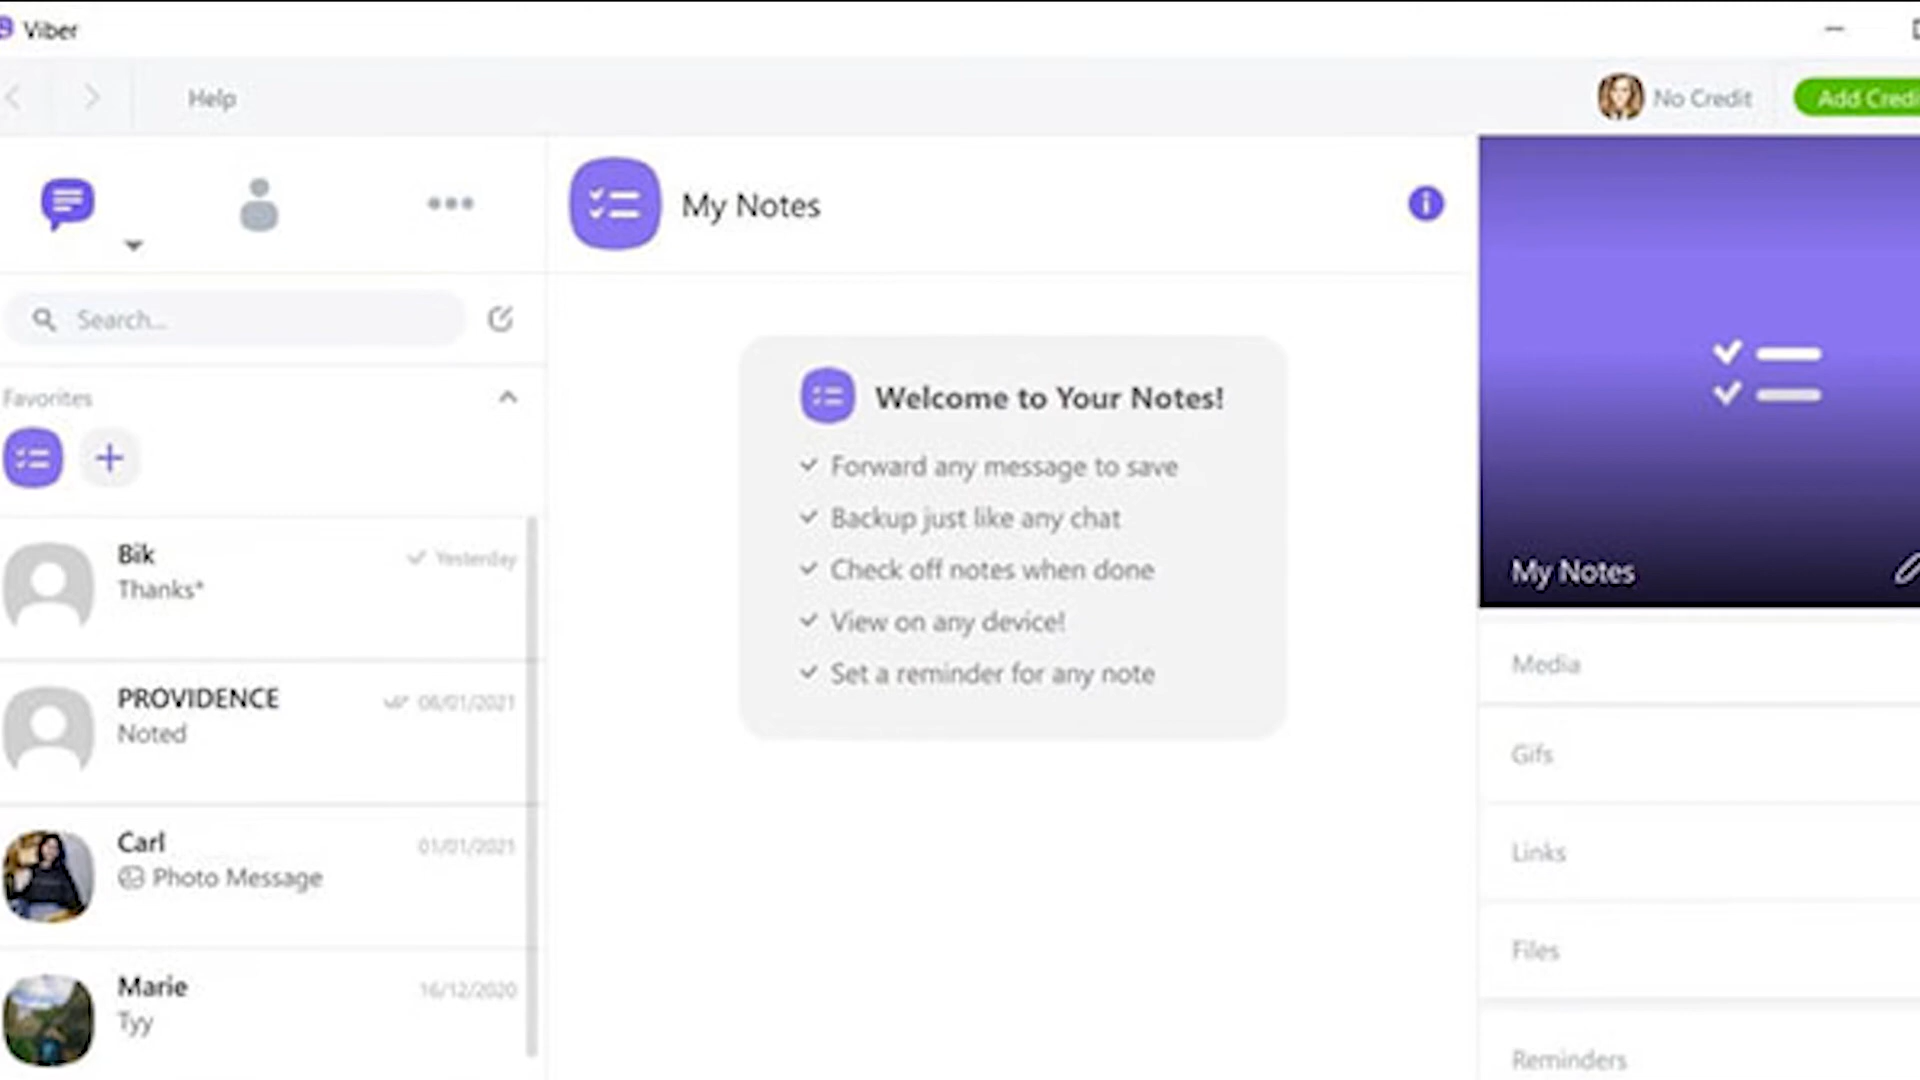 Viber
Help
No Credit
My Notes
Search...
Favorites
Welcome to Your Notes!
Forward any message to save
Backup just like any chat
Check off notes when done
View on any device!
Set a reminder for any note
Bik
Yesterday
Thanks*
PROVIDENCE
06/01/2021
Noted
Carl
01/01/2021
Photo Message
Marie
16/12/2020
Tyy
My Notes
Media
Gifs
Links
Files
Reminders